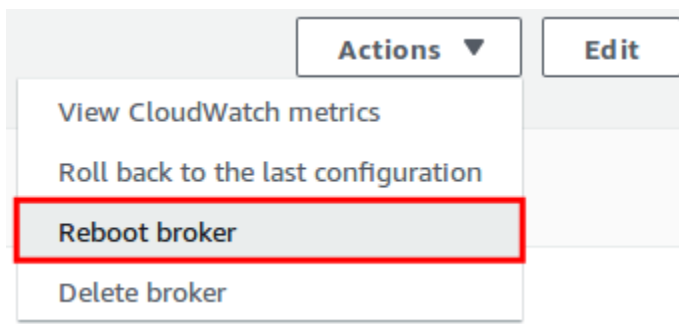 Actions ▼ Edit
View CloudWatch metrics
Roll back to the last configuration
Reboot broker
Delete broker